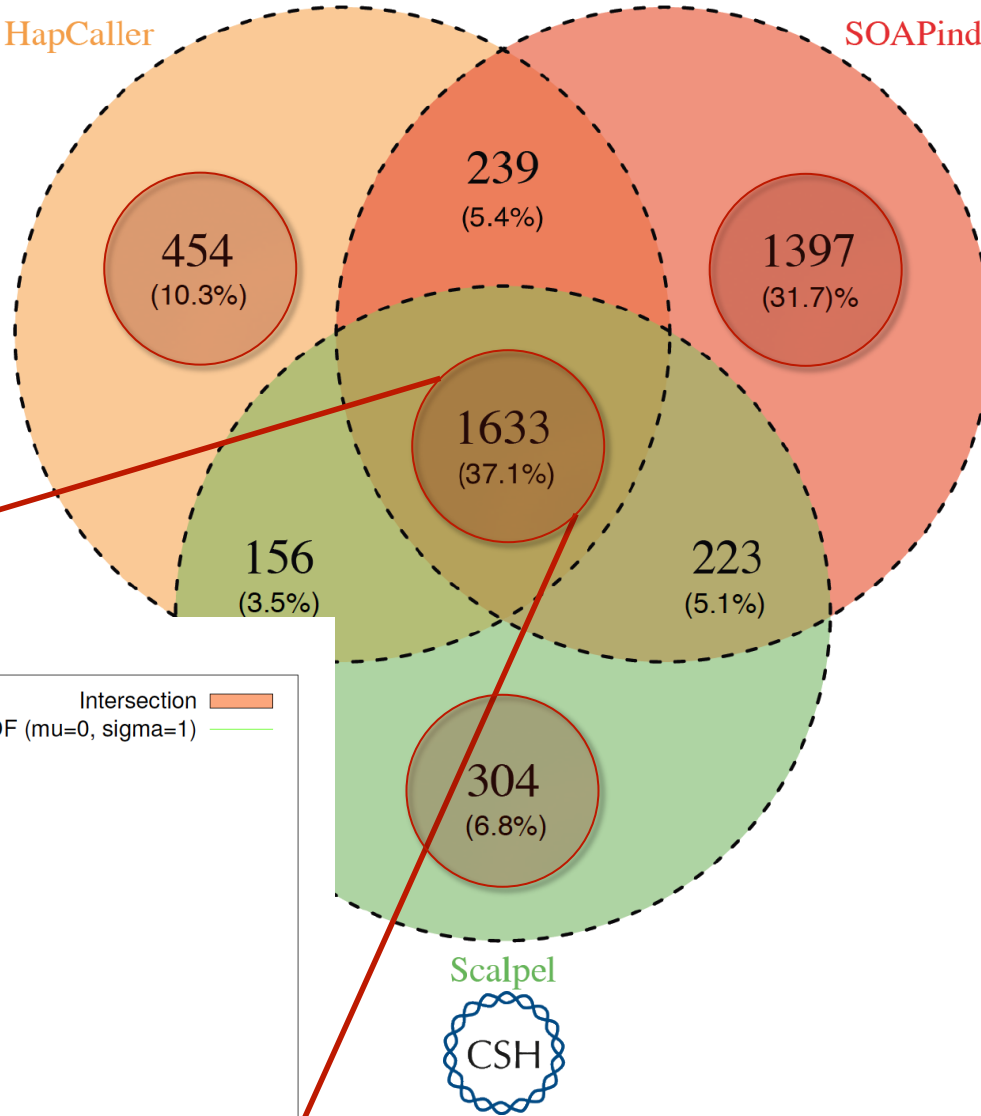 HapCaller
SOAPind
239
(5.4%)
454
(10.3%)
1397
(31.7)%
1633
(37.1%)
156
(3.5%)
223
(5.1%)
Intersection
(mu=0, sigma=1)
304
(6.8%)
Scalpel
CSH